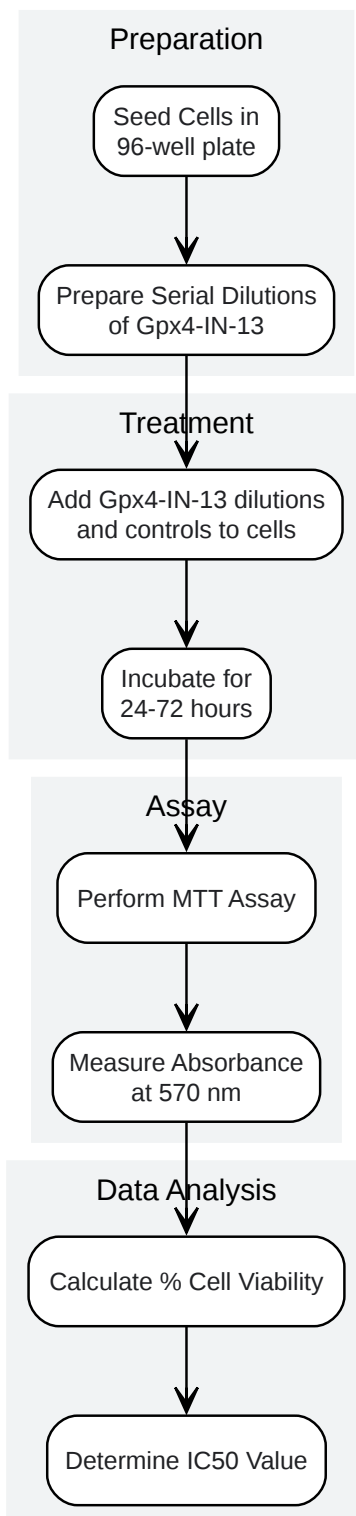 Preparation
Seed Cells in
96-well plate
Prepare Serial Dilutions
of Gpx4-IN-13
Treatment
Add Gpx4-IN-13 dilutions
and controls to cells
Incubate for
24-72 hours
Assay
Perform MTT Assay
Measure Absorbance
at 570 nm
Data Analysis
Calculate % Cell Viability
Determine IC50 Value